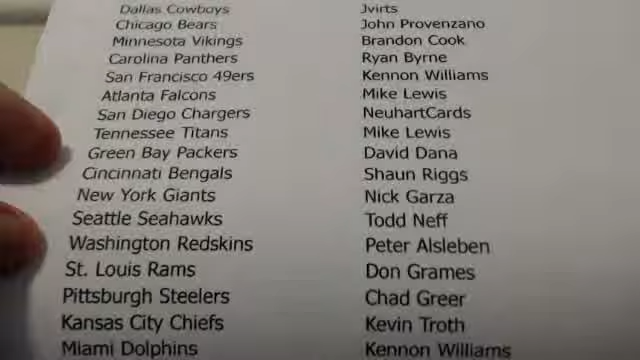 Dallas Cowboys Jvirts
Chicago Bears John Provenzano
Minnesota Vikings Brandon Cook
Carolina Panthers Ryan Byrne
San Francisco 49ers Kennon Williams
Atlanta Falcons Mike Lewis
San Diego Chargers NeuhartCards
Tennessee Titans Mike Lewis
Green Bay Packers David Dana
Cincinnati Bengals Shaun Riggs
New York Giants Nick Garza
Seattle Seahawks Todd Neff
Washington Redskins Peter Alsleben
St. Louis Rams Don Grames
Pittsburgh Steelers Chad Greer
Kansas City Chiefs Kevin Troth
Miami Dolphins Kennon Williams